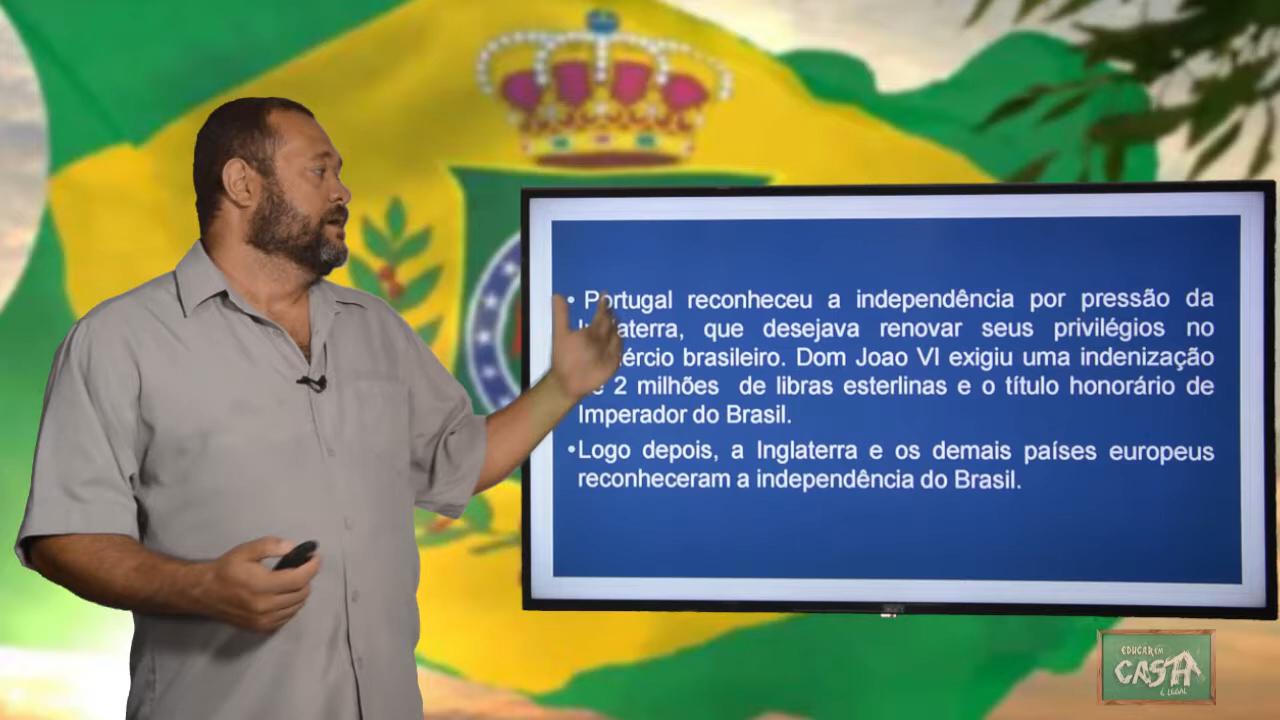 • Portugal reconheceu a independência por pressão da
que desejava renovar seus privilégios no
brasileiro. Dom Joao VI exigiu uma indenização
2 milhões de libras esterlinas e o título honorário de
Imperador do Brasil.
•Logo depois, a Inglaterra e os demais países europeus
reconheceram a independência do Brasil.
EDUCAR EM
CASA
É LEGAL